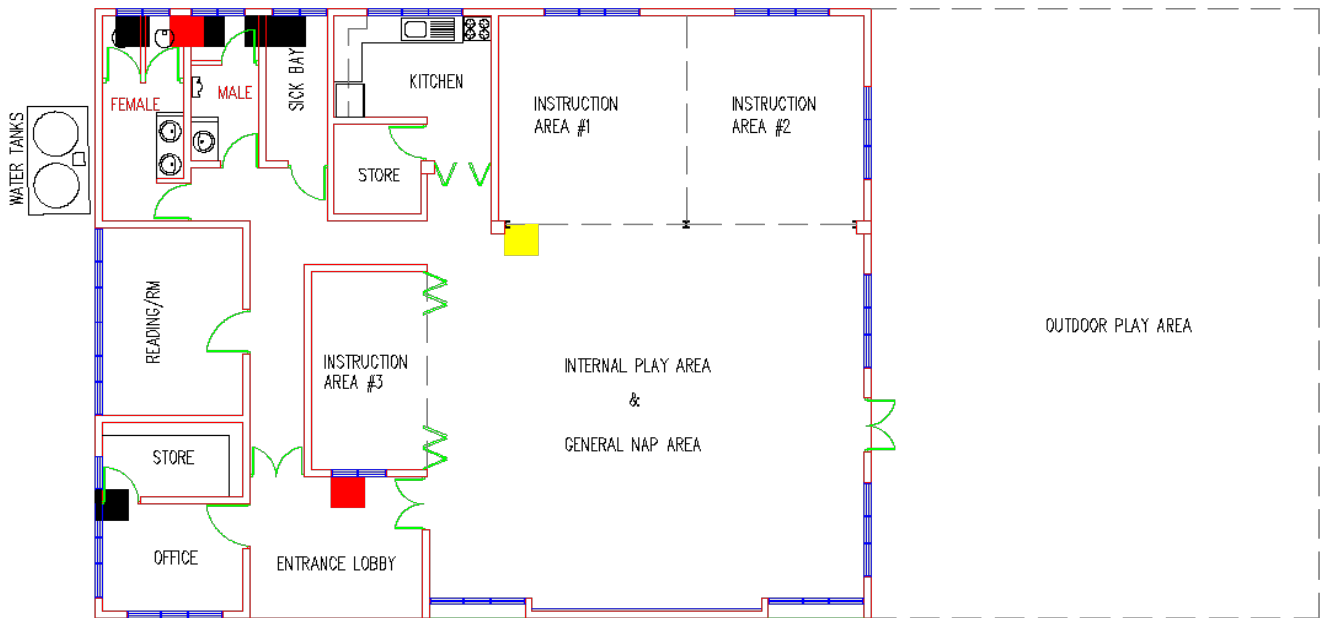 WATER TANKS
FEMALE
MALE
SICK BAY
KITCHEN
STORE
INSTRUCTION
AREA #1
INSTRUCTION
AREA #2
READING/RM
INSTRUCTION
AREA #3
INTERNAL PLAY AREA
&
GENERAL NAP AREA
OUTDOOR PLAY AREA
STORE
OFFICE
ENTRANCE LOBBY